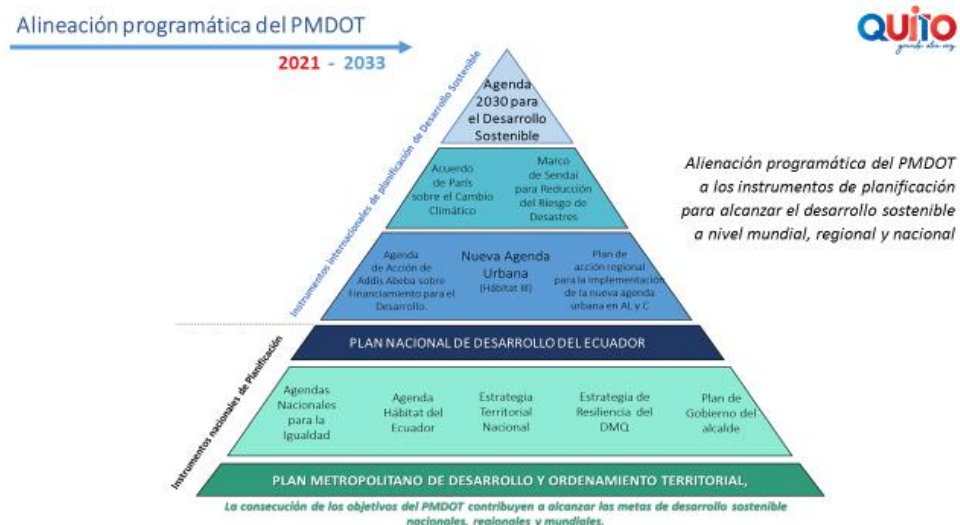 Alineación programática del PMDOT
2021 - 2033
QUITO
grande otra vez
Instrumentos internacionales de planificación de Desarrollo Sostenible
Agenda
2030 para
el Desarrollo
Sostenible
Acuerdo
de París
sobre el Cambio
Climático
Marco
de Sendai
para Reducción
del Riesgo de
Desastres
Alienación programática del PMDOT
a los instrumentos de planificación
para alcanzar el desarrollo sostenible
a nivel mundial, regional y nacional
Agenda
de Acción de
Addis Abeba sobre
Financiamiento para el
Desarrollo.
Nueva Agenda
Urbana
(Hábitat III)
Plan de
acción regional
para la implementación
de la nueva agenda
urbana en AL y C
Instrumentos nacionales de Planificación
PLAN NACIONAL DE DESARROLLO DEL ECUADOR
Agendas
Nacionales
para la
Igualdad
Agenda
Hábitat del
Ecuador
Estrategia
Territorial
Nacional
Estrategia de
Resiliencia del
DMQ
Plan de
Gobierno del
alcalde
PLAN METROPOLITANO DE DESARROLLO Y ORDENAMIENTO TERRITORIAL,
La consecución de los objetivos del PMDOT contribuyen a alcanzar las metas de desarrollo sostenible
nacionales, regionales y mundiales.